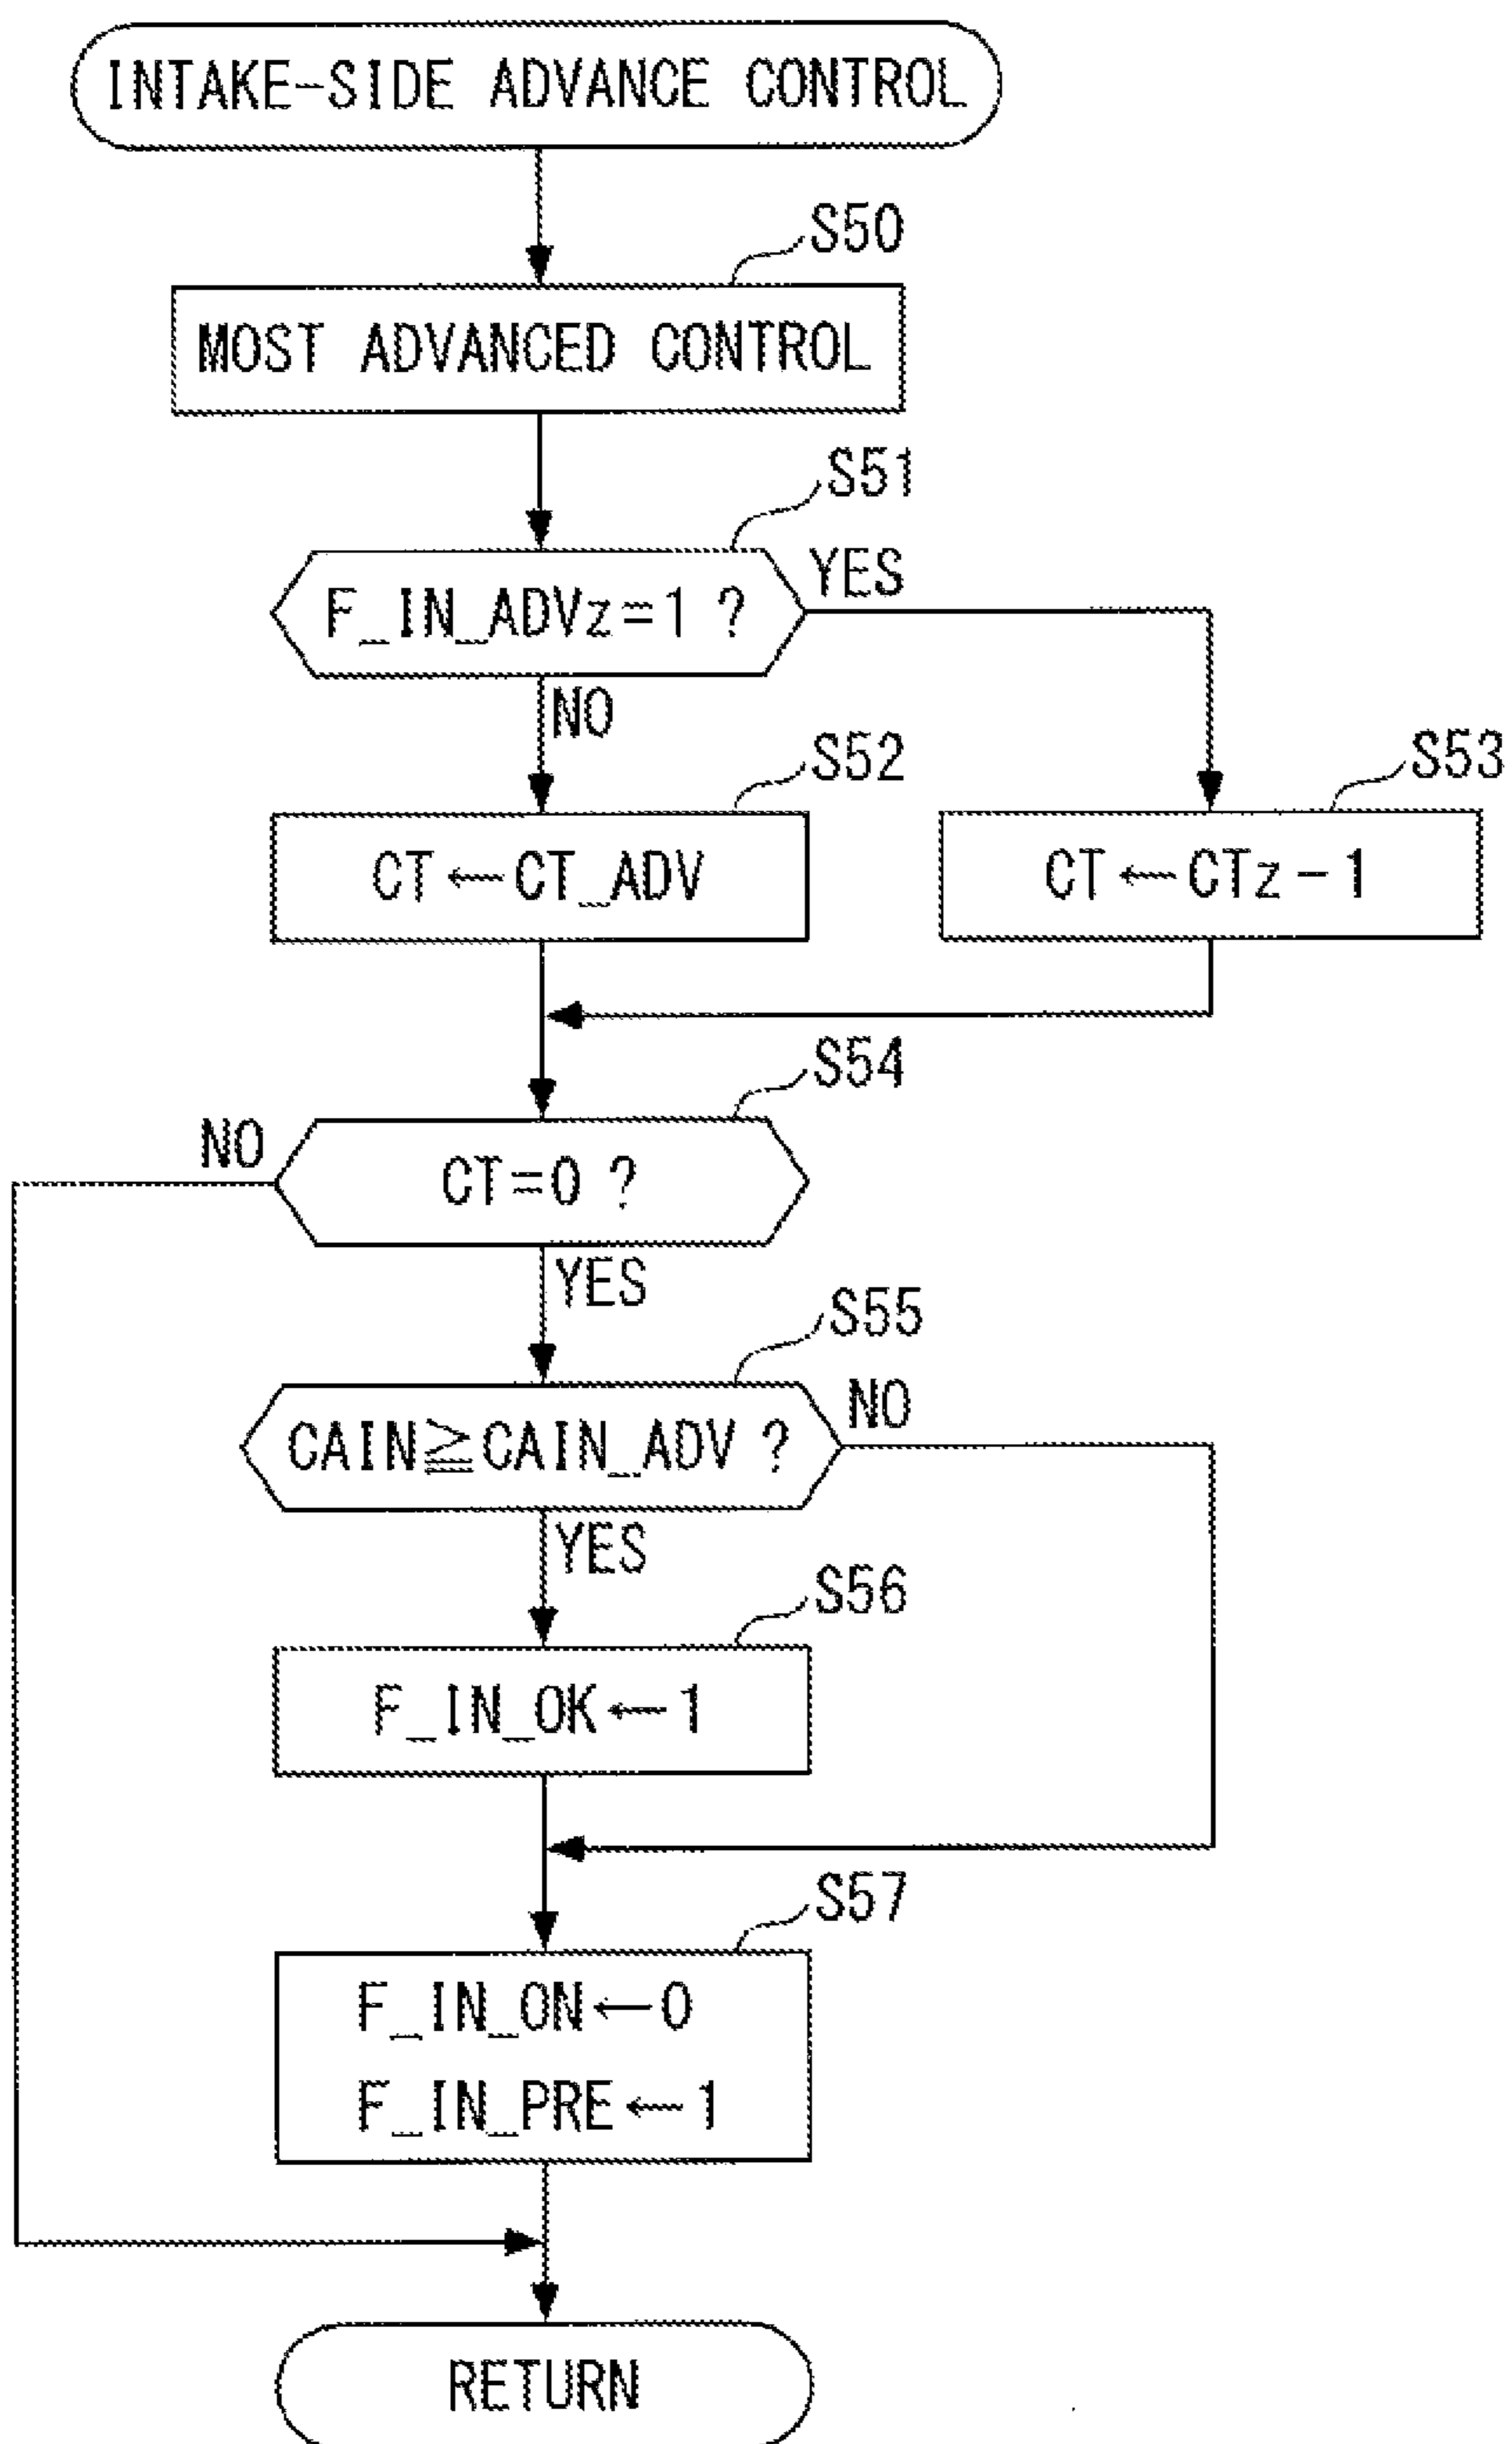 INTAKE-SIDE ADVANCE CONTROL
S50
MOST ADVANCED CONTROL
S51
F_IN_ADVz=1 ?
YES
NO
S52
S53
CT←CT_ADV
CT←CTz-1
S54
NO
CT=0 ?
YES
S55
CAIN≧CAIN_ADV ?
NO
YES
S56
F_IN_OK←1
S57
F_IN_ON←0
F_IN_PRE←1
RETURN